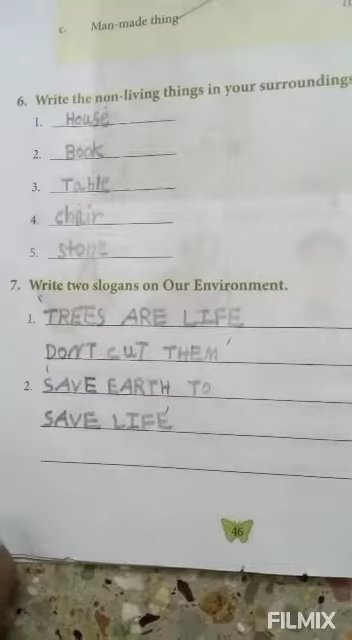 c. Man-made thing
6. Write the non-living things in your surroundings
1. House
2. Book
3. Table
4. chair
5. stone
7. Write two slogans on Our Environment.
1. 'TREES ARE LIFE
DON'T CUT THEM'
2. 'SAVE EARTH TO
SAVE LIFE'
46
FILMIX